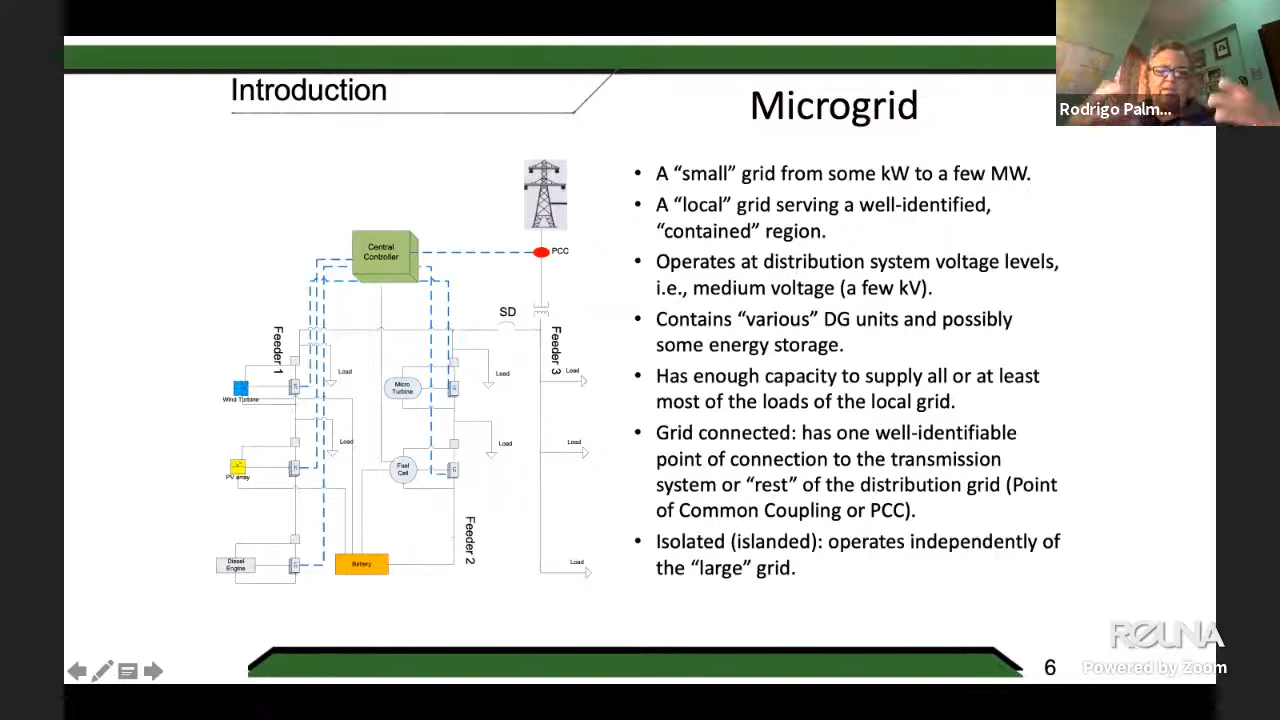 Introduction
Microgrid
Rodrigo Palm...
• A “small” grid from some kW to a few MW.
• A “local” grid serving a well-identified,
“contained” region.
• Operates at distribution system voltage levels,
i.e., medium voltage (a few kV).
• Contains “various” DG units and possibly
some energy storage.
• Has enough capacity to supply all or at least
most of the loads of the local grid.
• Grid connected: has one well-identifiable
point of connection to the transmission
system or “rest” of the distribution grid (Point
of Common Coupling or PCC).
• Isolated (islanded): operates independently of
the “large” grid.
Central
Controller
PCC
SD
Feeder 1
Feeder 3
Load
Load
Micro
Turbine
Wind Turbine
Load
Load
Load
Load
PV array
Fuel
Cell
Feeder 2
Diesel
Engine
Battery
Load
6
REUNA
Powered by Zoom